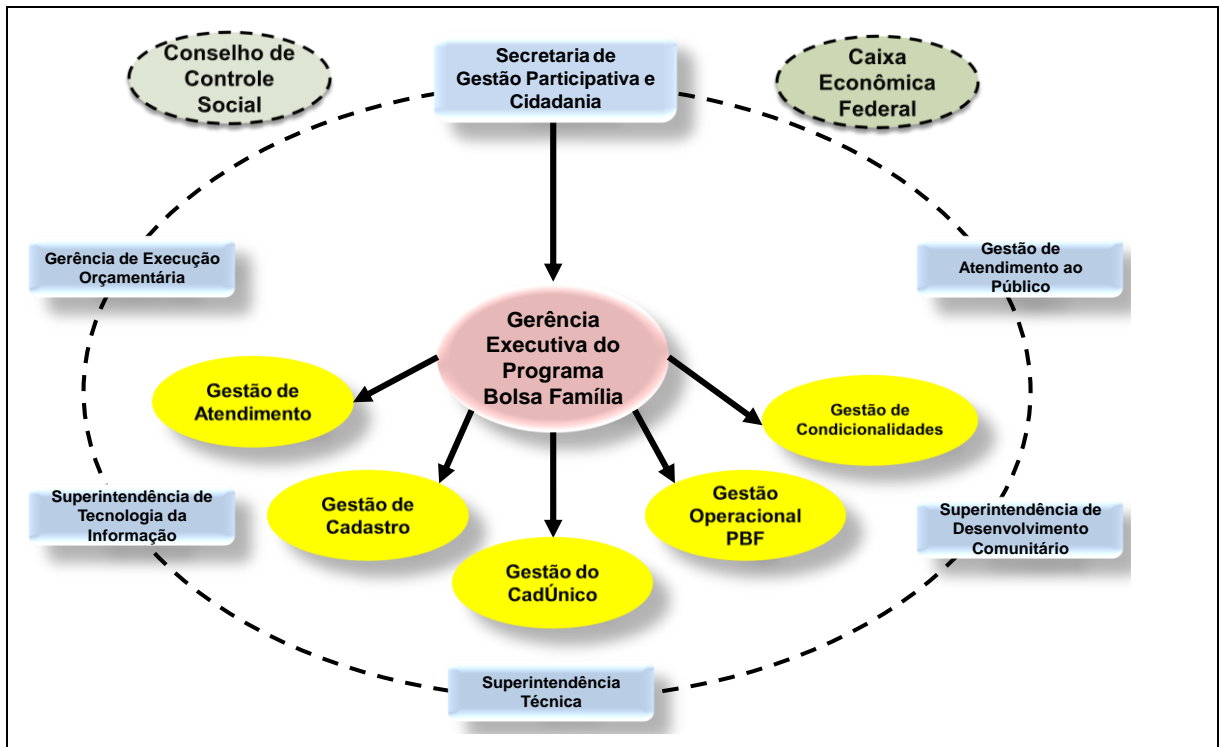 Conselho de
Controle
Social
Secretaria de
Gestão Participativa e
Cidadania
Caixa
Econômica
Federal
Gerência de Execução
Orçamentária
Gestão de
Atendimento ao
Público
Gerência
Executiva do
Programa
Bolsa Família
Gestão de
Atendimento
Gestão de
Condicionalidades
Gestão de
Cadastro
Gestão do
CadÚnico
Gestão
Operacional
PBF
Superintendência de
Tecnologia da
Informação
Superintendência de
Desenvolvimento
Comunitário
Superintendência
Técnica